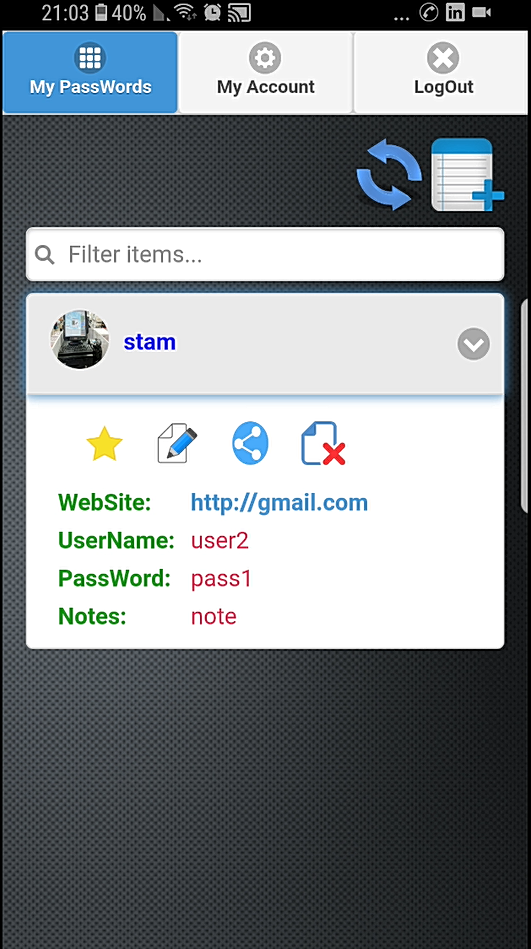 21:03 40% ...
My PassWords My Account LogOut
Filter items...
stam
WebSite: http://gmail.com
UserName: user2
PassWord: pass1
Notes: note